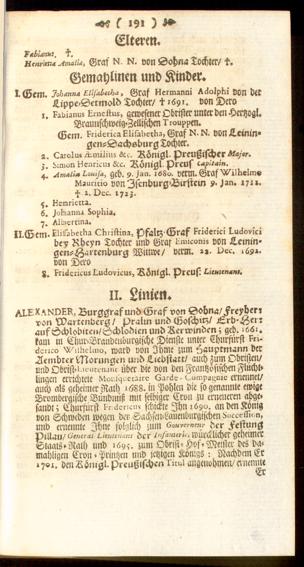 ( 191 )
Elteren.
Fabianus, †.
Henrietta Amalia, Graf N. N. von Dohna Tochter/ †.
Gemahlinen und Kinder.
I. Gem. Johanna Elisabetha, Graf Hermanni Adolphi von der
Lippe-Detmold Tochter/ † 1691. von Dero
1. Fabianus Ernestus, gewesener Obrister unter den Hertzogl.
Braunschweig-Zellischen Trouppen.
Gem. Friderica Elisabetha, Graf N. N. von Leinin-
gen-Dachsburg Tochter.
2. Carolus Æmilius &c. Königl. Preußischer Major.
3. Simon Henricus &c. Königl. Preuß Capitain.
4. Amalia Louisa, geb. 9. Jan. 1680. verm. Graf Wilhelmo
Mauritio von Isenburg-Birstein 9. Jan. 1722.
† 2. Dec. 1723.
5. Henrietta.
6. Johanna Sophia.
7. Albertina.
II. Gem. Elisabetha Christina, Pfaltz-Graf Friderici Ludovici
bey Rheyn Tochter und Graf Emiconis von Leinin-
gen-Hartenburg Wittwe/ verm. 28. Dec. 1692.
von Dero
8. Fridericus Ludovicus, Königl. Preuß Lieutenant.
II. Linien.
ALEXANDER, Burggraf und Graf von Dohna/ Freyherr
von Wartenberg/ Pralin und Goschitz/ Erb-Herr
auf Schlobiten/ Schlodien und Kerwinden; geb. 1661.
kam in Chur-Brandenburgische Dienste unter Churfürst Fri-
derico Wilhelmo, ward von Ihme zum Hauptmann der
Aembter Morungen und Liebstatt/ auch zum Obristen/
und Obrist-Lieutenant über die von den Frantzösischen Flücht-
lingen errichtete Mousquetaire Garde-Compagnie ernennet/
auch als geheimer Rath 1688. in Pohlen die so genannte ewige
Brombergische Bündnuß mit selbiger Cron zu erneueren abge-
sandt; Churfürst Fridericus schickte Ihn 1690. an den König
von Schweden wegen der Sachsen-Lauenburgischen Succession,
und ernennte Ihne folglich zum Gouverneur der Festung
Pillau/ General Lieutenant der Infanterie, würcklicher geheimer
Staats-Rath und 1695. zum Obrist-Hof-Meister des da-
mahligen Cron-Printzen und jetzigen Königs: Nachdem Er
1701. den Königl. Preußischen Titul angenohmen/ ernennte
Er